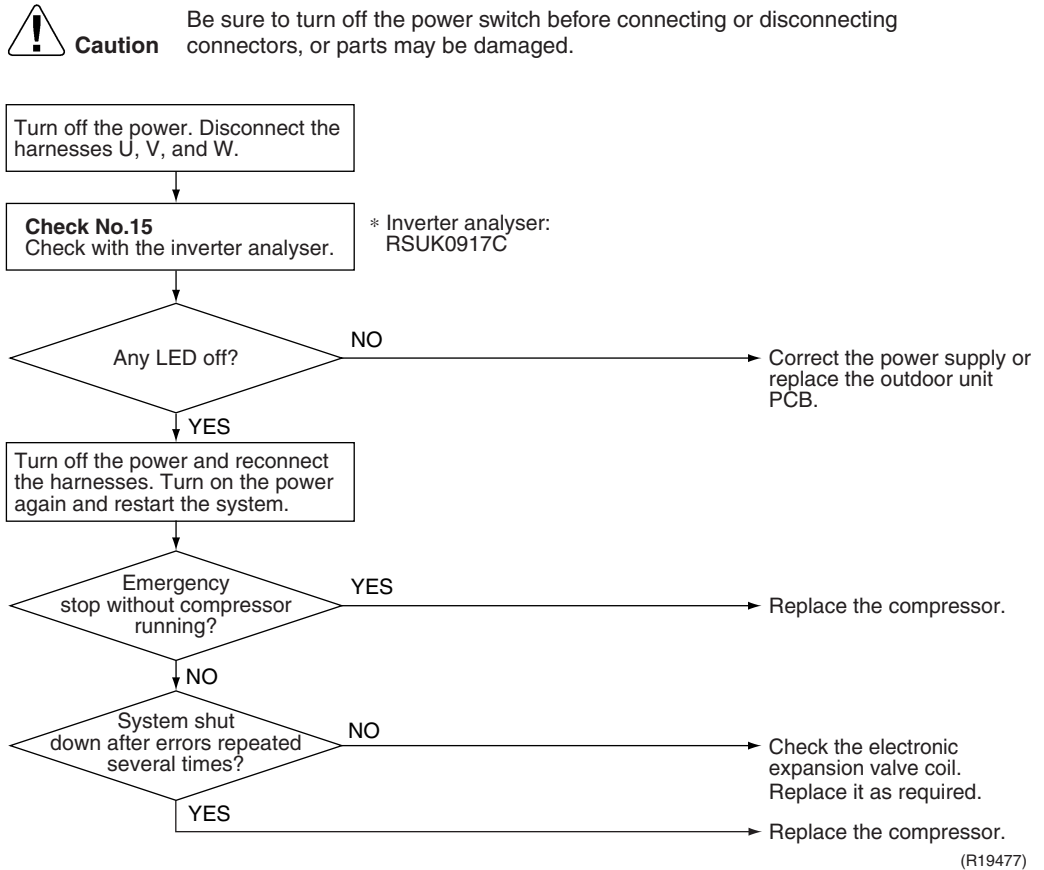 Be sure to turn off the power switch before connecting or disconnecting
Caution connectors, or parts may be damaged.
Turn off the power. Disconnect the
harnesses U, V, and W.
Check No.15
Check with the inverter analyser.
* Inverter analyser:
RSUK0917C
Any LED off?
NO
Correct the power supply or
replace the outdoor unit
PCB.
YES
Turn off the power and reconnect
the harnesses. Turn on the power
again and restart the system.
Emergency
stop without compressor
running?
YES
Replace the compressor.
NO
System shut
down after errors repeated
several times?
NO
Check the electronic
expansion valve coil.
Replace it as required.
YES
Replace the compressor.
(R19477)